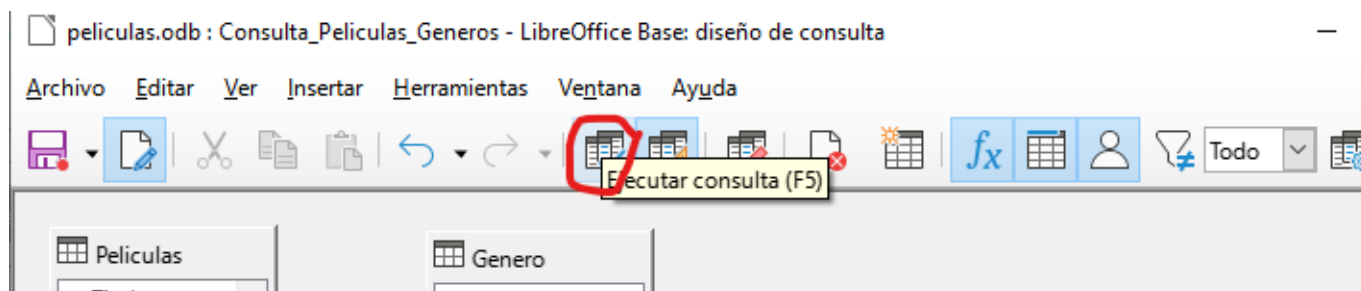 peliculas.odb : Consulta_Peliculas_Generos - LibreOffice Base: diseño de consulta
Archivo Editar Ver Insertar Herramientas Ventana Ayuda
fx Todo
Ejecutar consulta (F5)
Peliculas Genero